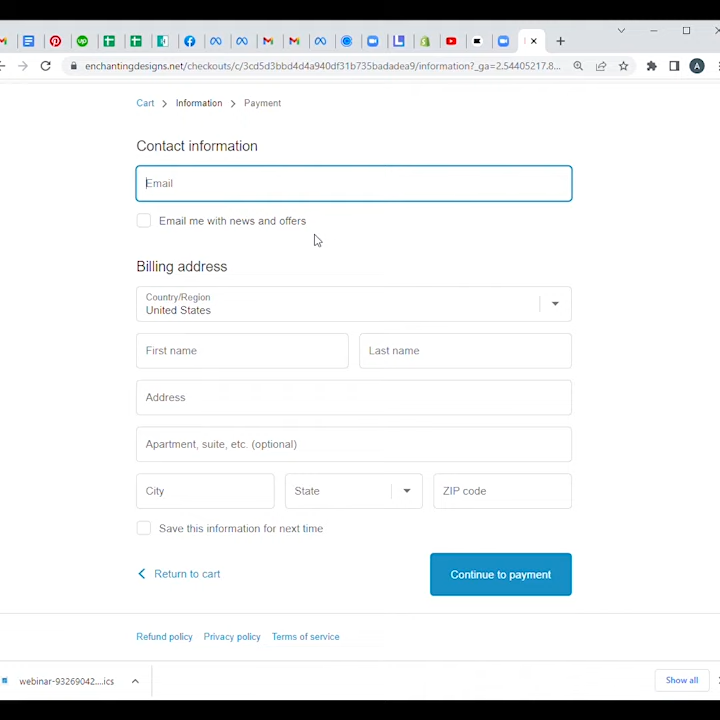 enchantingdesigns.net/checkouts/c/3cd5d3bbd4d4a940df31b735badadea9/information?_ga=2.54405217.8...
A
Cart > Information > Payment
Contact information
Email
Email me with news and offers
Billing address
Country/Region
United States
First name Last name
Address
Apartment, suite, etc. (optional)
City State ZIP code
Save this information for next time
Return to cart Continue to payment
Refund policy Privacy policy Terms of service
webinar-93269042....ics Show all